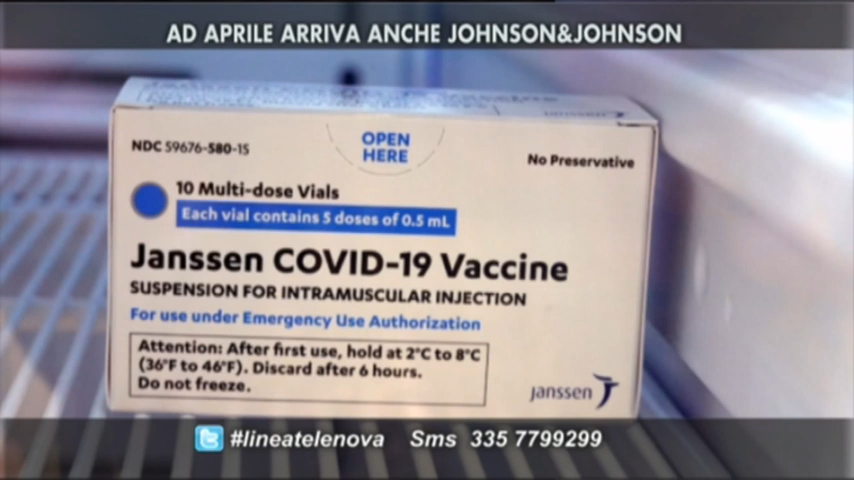 AD APRILE ARRIVA ANCHE JOHNSON&JOHNSON
Janssen
NDC 59676-580-15
OPEN
HERE
No Preservative
10 Multi-dose Vials
Each vial contains 5 doses of 0.5 mL
Janssen COVID-19 Vaccine
SUSPENSION FOR INTRAMUSCULAR INJECTION
For use under Emergency Use Authorization
Attention: After first use, hold at 2°C to 8°C
(36°F to 46°F). Discard after 6 hours.
Do not freeze.
janssen
#lineatelenova Sms 335 7799299